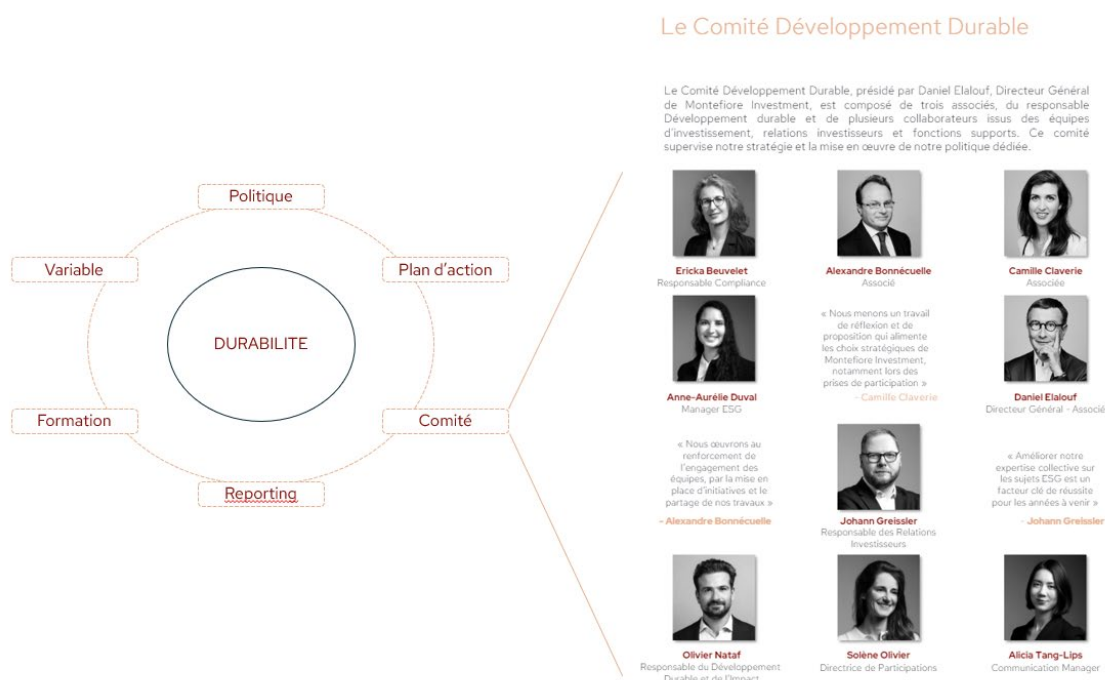 Le Comité Développement Durable
Le Comité Développement Durable, présidé par Daniel Elalouf, Directeur Général
de Montefiore Investment, est composé de trois associés, du responsable
Développement durable et de plusieurs collaborateurs issus des équipes
d'investissement, relations investisseurs et fonctions supports. Ce comité
supervise notre stratégie et la mise en œuvre de notre politique dédiée.
Politique
Variable
Plan d'action
DURABILITE
Formation
Comité
Reporting
Ericka Beuvelet
Responsable Compliance
Alexandre Bonnécuelle
Associé
Camille Claverie
Associée
Anne-Aurélie Duval
Manager ESG
« Nous menons un travail
de réflexion et de
proposition qui alimente
les choix stratégiques de
Montefiore Investment,
notamment lors des
prises de participation »
- Camille Claverie
Daniel Elalouf
Directeur Général - Associé
« Nous œuvrons au
renforcement de
l'engagement des
équipes, par la mise en
place d'initiatives et le
partage de nos travaux »
- Alexandre Bonnécuelle
Johann Greissler
Responsable des Relations
Investisseurs
« Améliorer notre
expertise collective sur
les sujets ESG est un
facteur clé de réussite
pour les années à venir »
- Johann Greissler
Olivier Nataf
Responsable du Développement
Durable et de l'Impact
Solène Olivier
Directrice de Participations
Alicia Tang-Lips
Communication Manager